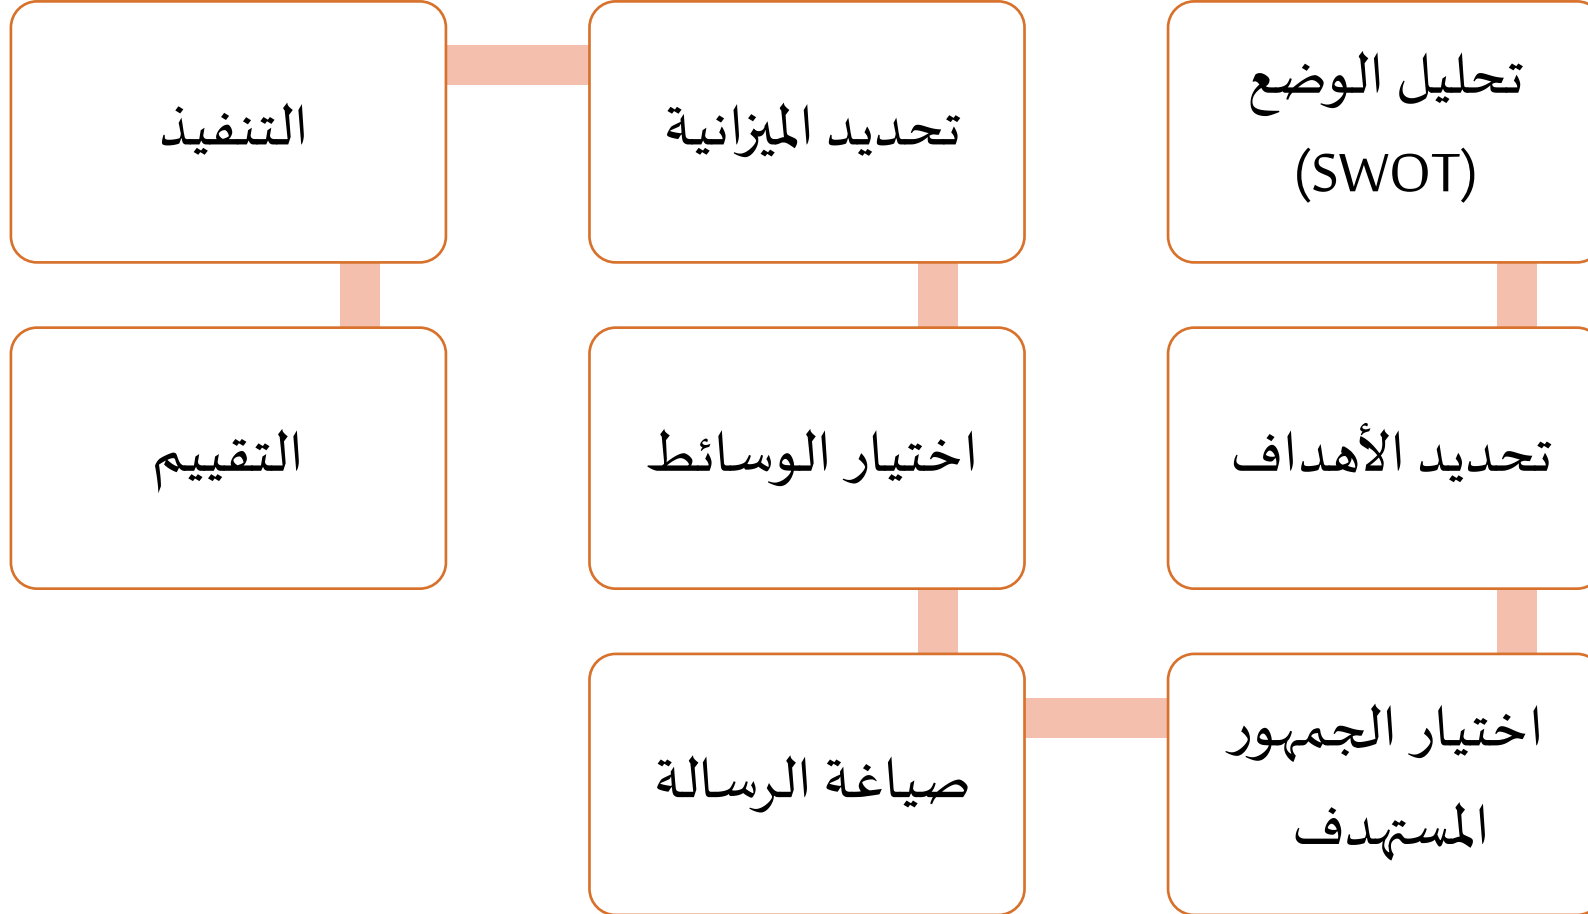 تحليل الوضع
(SWOT)
تحديد الأهداف
اختيار الجمهور
المستهدف
صياغة الرسالة
اختيار الوسائط
تحديد الميزانية
التنفيذ
التقييم